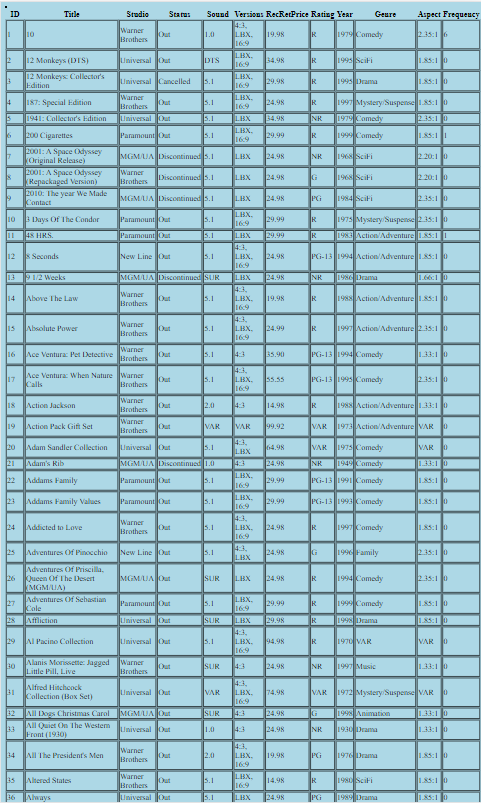 ID Title Studio Status Sound Versions RecRetPrice Rating Year Genre Aspect Frequency
1 10 Warner Brothers Out 1.0 4:3, LBX, 16:9 19.98 R 1979 Comedy 2.35:1 6
2 12 Monkeys (DTS) Universal Out DTS LBX, 16:9 34.98 R 1995 SciFi 1.85:1 0
3 12 Monkeys: Collector's Edition Universal Cancelled 5.1 LBX, 16:9 29.98 R 1995 Drama 1.85:1 0
4 187: Special Edition Warner Brothers Out 5.1 LBX, 16:9 24.98 R 1997 Mystery/Suspense 1.85:1 0
5 1941: Collector's Edition Universal Out 5.1 LBX 34.98 NR 1979 Comedy 2.35:1 0
6 200 Cigarettes Paramount Out 5.1 LBX, 16:9 29.99 R 1999 Comedy 1.85:1 1
7 2001: A Space Odyssey (Original Release) MGM/UA Discontinued 5.1 LBX 24.98 NR 1968 SciFi 2.20:1 0
8 2001: A Space Odyssey (Repackaged Version) Warner Brothers Discontinued 5.1 LBX 24.98 G 1968 SciFi 2.20:1 0
9 2010: The year We Made Contact MGM/UA Discontinued 5.1 LBX 24.98 PG 1984 SciFi 2.35:1 0
10 3 Days Of The Condor Paramount Out 5.1 LBX, 16:9 29.99 R 1975 Mystery/Suspense 2.35:1 0
11 48 HRS. Paramount Out 5.1 LBX 29.99 R 1983 Action/Adventure 1.85:1 1
12 8 Seconds New Line Out 5.1 4:3, LBX, 16:9 24.98 PG-13 1994 Action/Adventure 1.85:1 0
13 9 1/2 Weeks MGM/UA Discontinued SUR LBX 24.98 NR 1986 Drama 1.66:1 0
14 Above The Law Warner Brothers Out 5.1 4:3, LBX, 16:9 19.98 R 1988 Action/Adventure 1.85:1 0
15 Absolute Power Warner Brothers Out 5.1 4:3, LBX, 16:9 24.99 R 1997 Action/Adventure 2.35:1 0
16 Ace Ventura: Pet Detective Warner Brothers Out 5.1 4:3 35.90 PG-13 1994 Comedy 1.33:1 0
17 Ace Ventura: When Nature Calls Warner Brothers Out 5.1 4:3, LBX, 16:9 55.55 PG-13 1995 Comedy 2.35:1 0
18 Action Jackson Warner Brothers Out 2.0 4:3 14.98 R 1988 Action/Adventure 1.33:1 0
19 Action Pack Gift Set Warner Brothers Out VAR VAR 99.92 VAR 1973 Action/Adventure VAR 0
20 Adam Sandler Collection Universal Out 5.1 4:3, LBX, 16:9 64.98 VAR 1975 Comedy VAR 0
21 Adam's Rib MGM/UA Discontinued 1.0 4:3 24.98 NR 1949 Comedy 1.33:1 0
22 Addams Family Paramount Out 5.1 LBX, 16:9 29.99 PG-13 1991 Comedy 1.85:1 0
23 Addams Family Values Paramount Out 5.1 LBX, 16:9 29.99 PG-13 1993 Comedy 1.85:1 0
24 Addicted to Love Warner Brothers Out 5.1 4:3, LBX, 16:9 24.98 R 1997 Comedy 1.85:1 0
25 Adventures Of Pinocchio New Line Out 5.1 4:3, LBX 24.98 G 1996 Family 2.35:1 0
26 Adventures Of Priscilla, Queen Of The Desert (MGM/UA) MGM/UA Out SUR LBX 24.98 R 1994 Comedy 2.35:1 0
27 Adventures Of Sebastian Cole Paramount Out 5.1 LBX, 16:9 29.99 R 1999 Comedy 1.85:1 0
28 Affliction Universal Out SUR LBX 29.98 R 1998 Drama 1.85:1 0
29 Al Pacino Collection Universal Out 5.1 4:3, LBX, 16:9 94.98 R 1970 VAR VAR 0
30 Alanis Morissette: Jagged Little Pill, Live Warner Brothers Out SUR 4:3 24.98 NR 1997 Music 1.33:1 0
31 Alfred Hitchcock Collection (Box Set) Universal Out VAR 4:3, LBX, 16:9 74.98 VAR 1972 Mystery/Suspense VAR 0
32 All Dogs Christmas Carol MGM/UA Out SUR 4:3 24.98 G 1998 Animation 1.33:1 0
33 All Quiet On The Western Front (1930) Universal Out 1.0 4:3 24.98 NR 1930 Drama 1.33:1 0
34 All The President's Men Warner Brothers Out 2.0 4:3, LBX, 16:9 19.98 PG 1976 Drama 1.85:1 0
35 Altered States Warner Brothers Out 5.1 LBX, 16:9 14.98 R 1980 SciFi 1.85:1 0
36 Always Universal Out 5.1 LBX 24.98 PG 1989 Drama 1.85:1 0